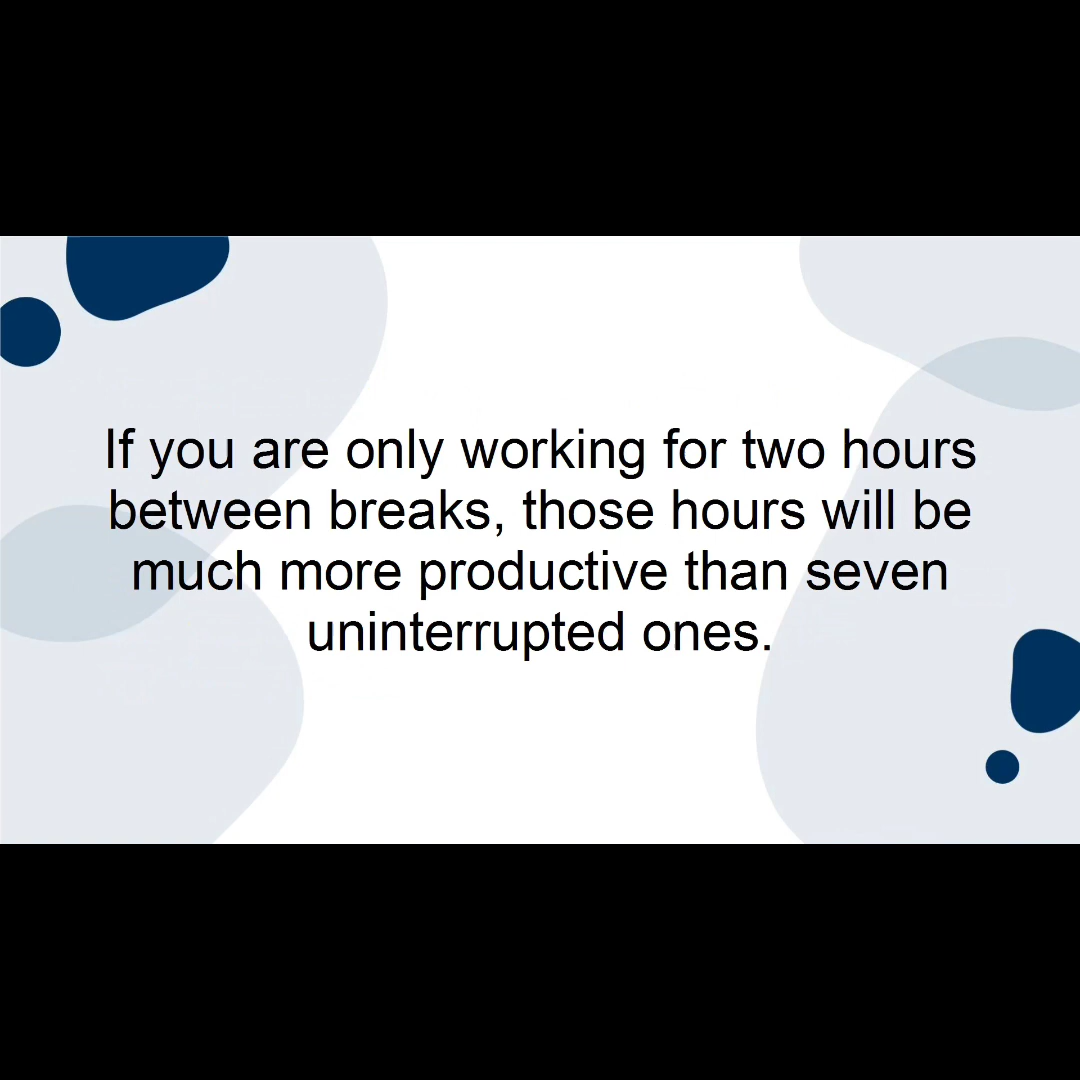 If you are only working for two hours
between breaks, those hours will be
much more productive than seven
uninterrupted ones.